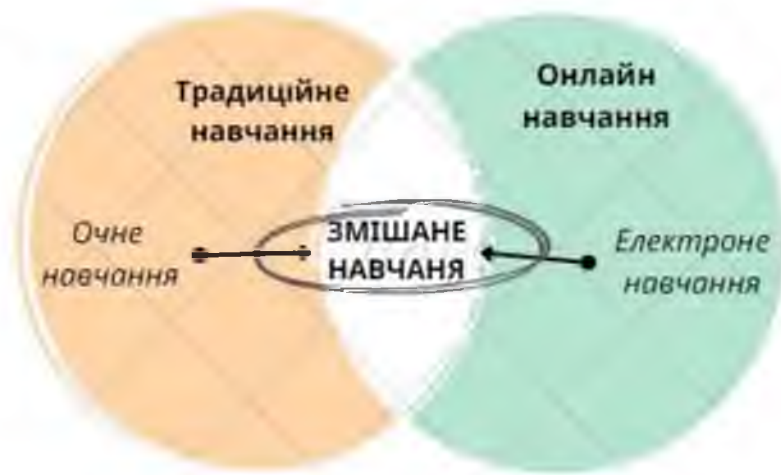 Традиційне
навчання
Онлайн
навчання
Очне
навчання
ЗМІШАНЕ
НАВЧАНЯ
Електроне
навчання